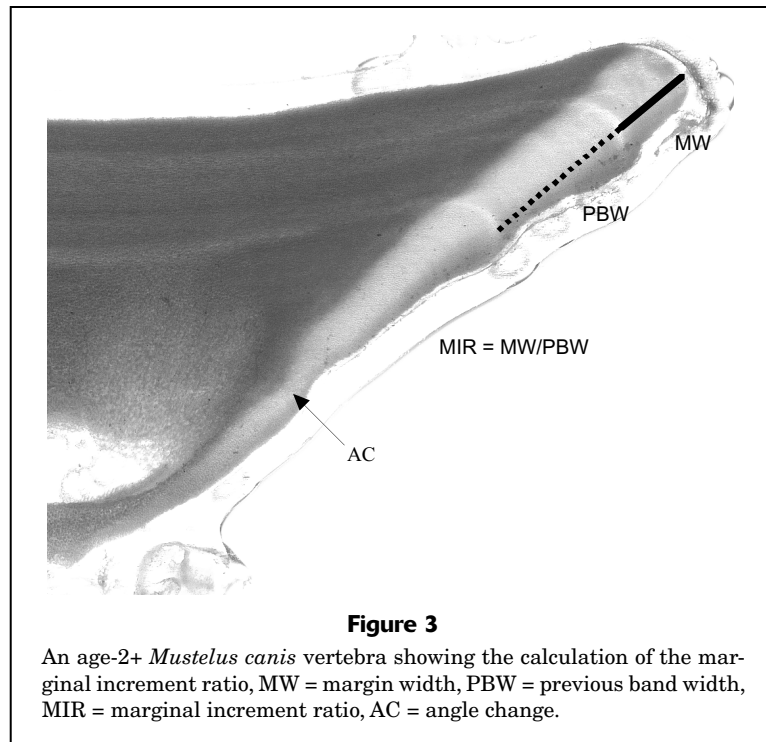 MW
PBW
MIR = MW/PBW
AC
Figure 3
An age-2+ Mustelus canis vertebra showing the calculation of the mar-
ginal increment ratio, MW = margin width, PBW = previous band width,
MIR = marginal increment ratio, AC = angle change.